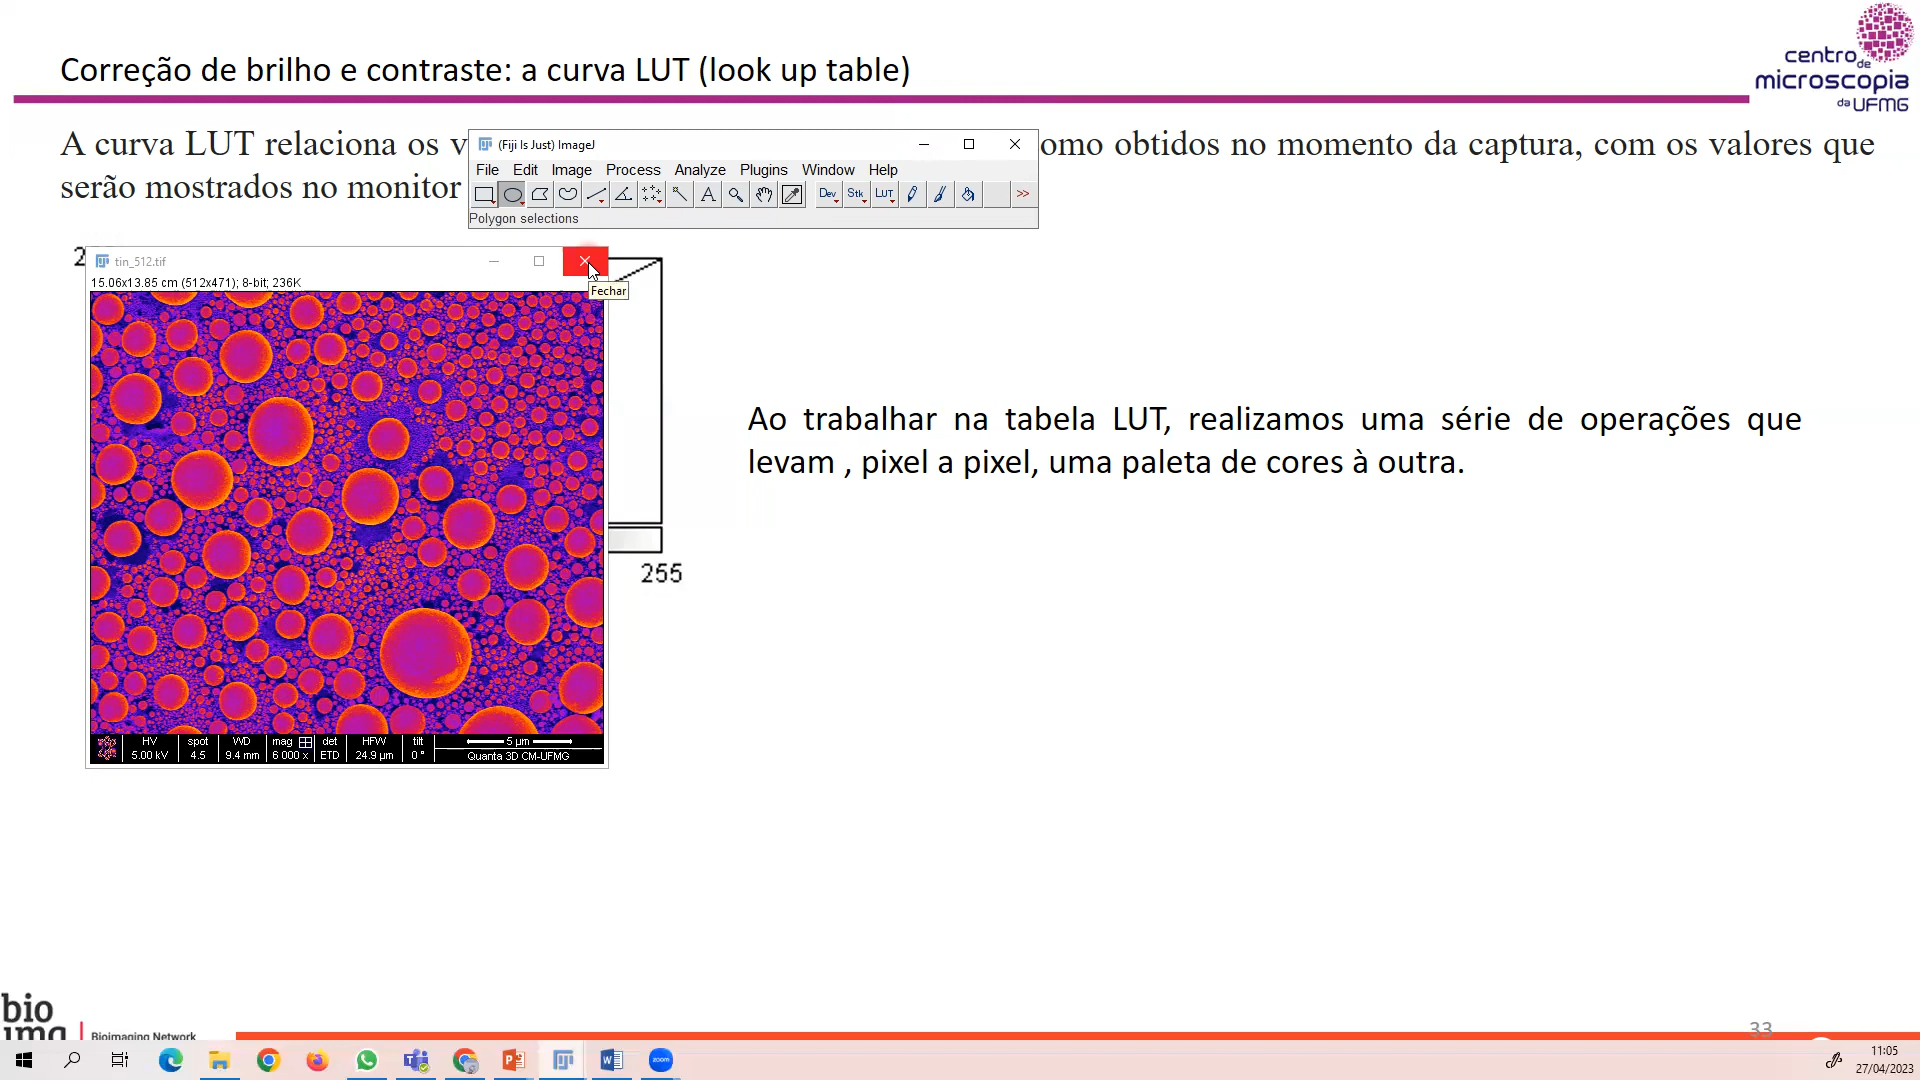 Correção de brilho e contraste: a curva LUT (look up table)
centro
de
microscopia
da UFMG
A curva LUT relaciona os v
omo obtidos no momento da captura, com os valores que
serão mostrados no monitor
(Fiji Is Just) ImageJ
File Edit Image Process Analyze Plugins Window Help
Dev Stk LUT >>
Polygon selections
2
tin_512.tif
15.06x13.85 cm (512x471); 8-bit; 236K
Fechar
Ao trabalhar na tabela LUT, realizamos uma série de operações que
levam , pixel a pixel, uma paleta de cores à outra.
255
HV spot WD mag det HFW tilt 5 µm
5.00 kV 4.5 9.4 mm 6 000 x ETD 24.9 µm 0 ° Quanta 3D CM-UFMG
bio
img
Bioimaging Network
33
zoom
11:05
27/04/2023